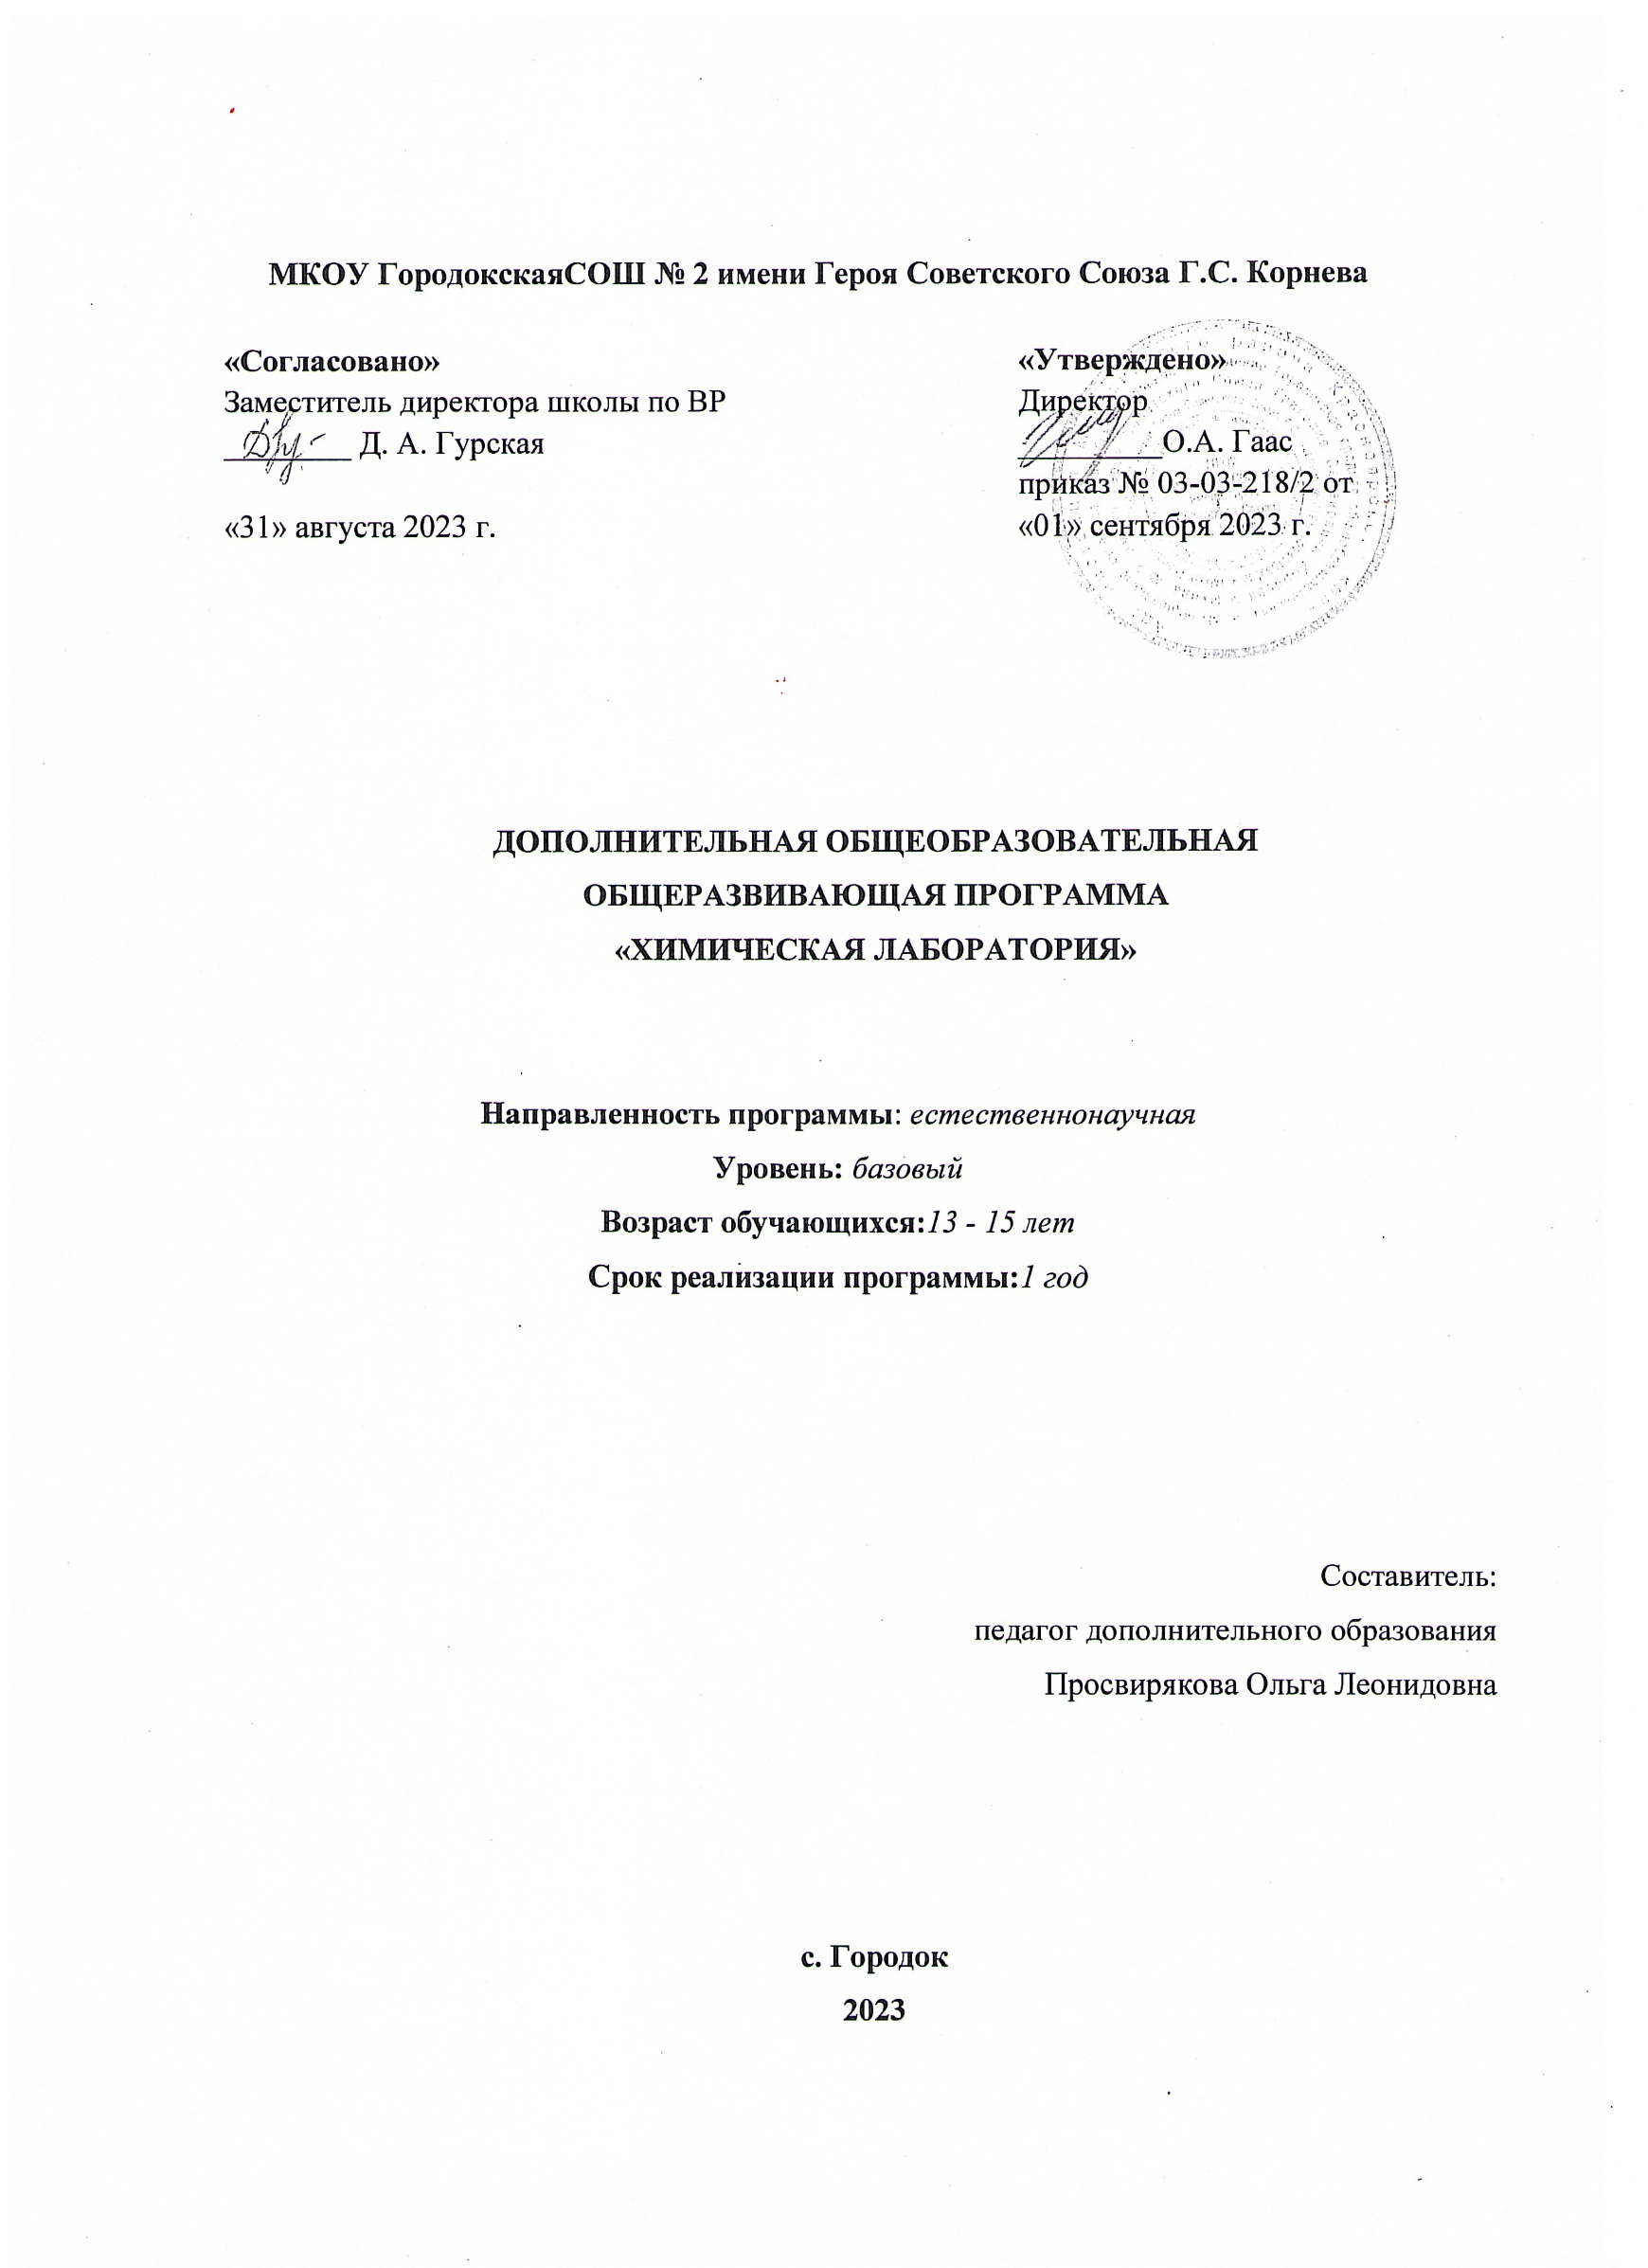 МКОУ ГородокскаяСОШ № 2 имени Героя Советского Союза Г.С. Корнева
«Согласовано»
Заместитель директора школы по ВР
________ Д. А. Гурская
«31» августа 2023 г.
«Утверждено»
Директор
_________О.А. Гаас
приказ № 03-03-218/2 от
«01» сентября 2023 г.
ДОПОЛНИТЕЛЬНАЯ ОБЩЕОБРАЗОВАТЕЛЬНАЯ
ОБЩЕРАЗВИВАЮЩАЯ ПРОГРАММА
«ХИМИЧЕСКАЯ ЛАБОРАТОРИЯ»
Направленность программы: естественнонаучная
Уровень: базовый
Возраст обучающихся:13 - 15 лет
Срок реализации программы:1 год
Составитель:
педагог дополнительного образования
Просвирякова Ольга Леонидовна
с. Городок
2023